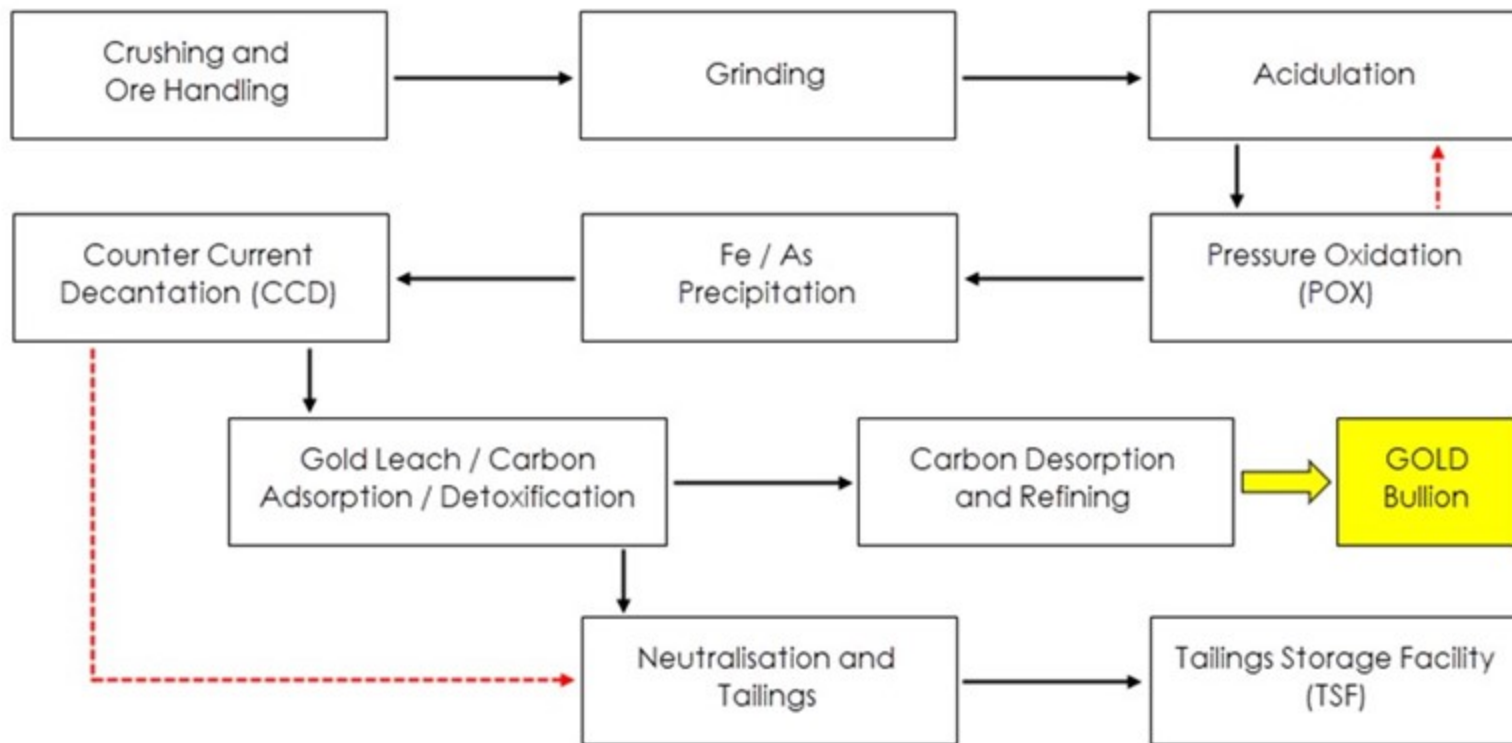 Crushing and
Ore Handling
Grinding
Acidulation
Counter Current
Decantation (CCD)
Fe / As
Precipitation
Pressure Oxidation
(POX)
Gold Leach / Carbon
Adsorption / Detoxification
Carbon Desorption
and Refining
GOLD
Bullion
Neutralisation and
Tailings
Tailings Storage Facility
(TSF)